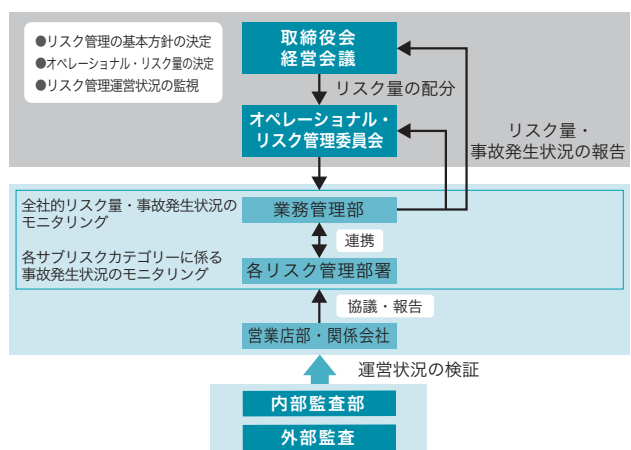 ●リスク管理の基本方針の決定
●オペレーショナル・リスク量の決定
●リスク管理運営状況の監視
取締役会
経営会議
リスク量の配分
オペレーショナル・
リスク管理委員会
リスク量・
事故発生状況の報告
全社的リスク量・事故発生状況の
モニタリング
業務管理部
連携
各サブリスクカテゴリーに係る
事故発生状況のモニタリング
各リスク管理部署
協議・報告
営業店部・関係会社
運営状況の検証
内部監査部
外部監査